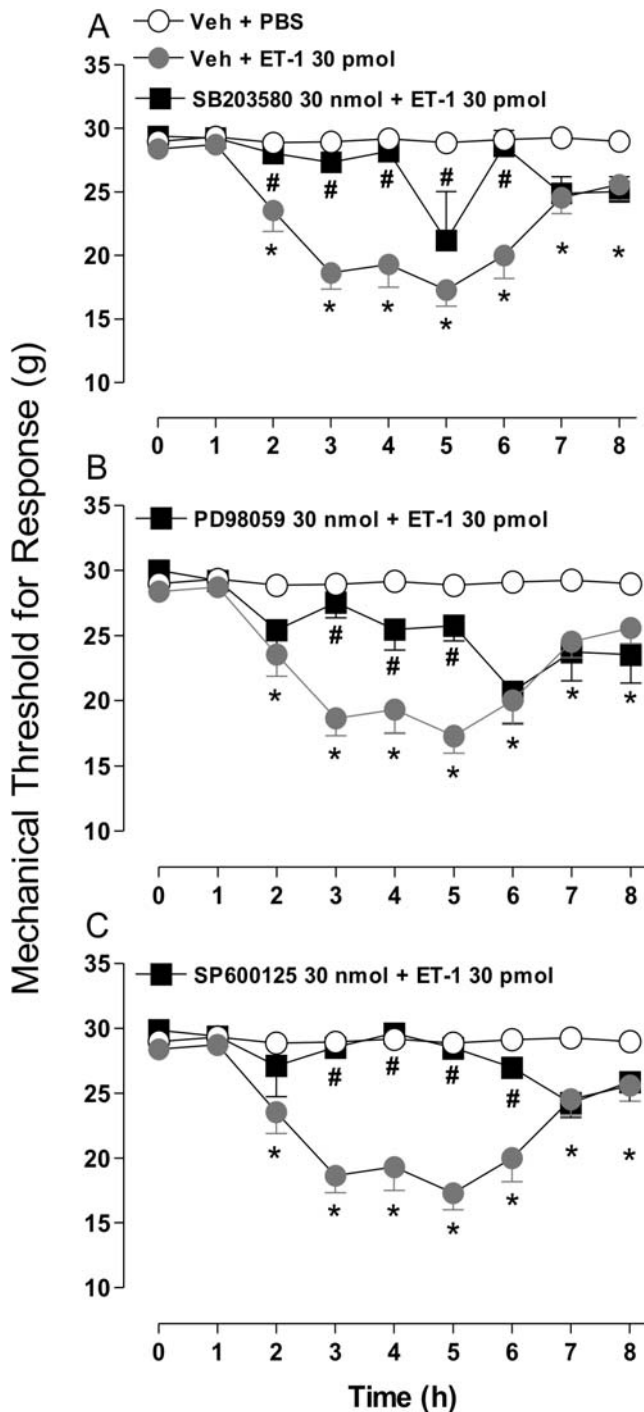 A
Veh + PBS
Veh + ET-1 30 pmol
SB203580 30 nmol + ET-1 30 pmol
35
30
25
20
15
10
# # # # #
* * * * * * *
0 1 2 3 4 5 6 7 8
Mechanical Threshold for Response (g)
B
PD98059 30 nmol + ET-1 30 pmol
35
30
25
20
15
10
# # #
* * * * * * *
0 1 2 3 4 5 6 7 8
C
SP600125 30 nmol + ET-1 30 pmol
35
30
25
20
15
10
# # # #
* * * * * * *
0 1 2 3 4 5 6 7 8
Time (h)